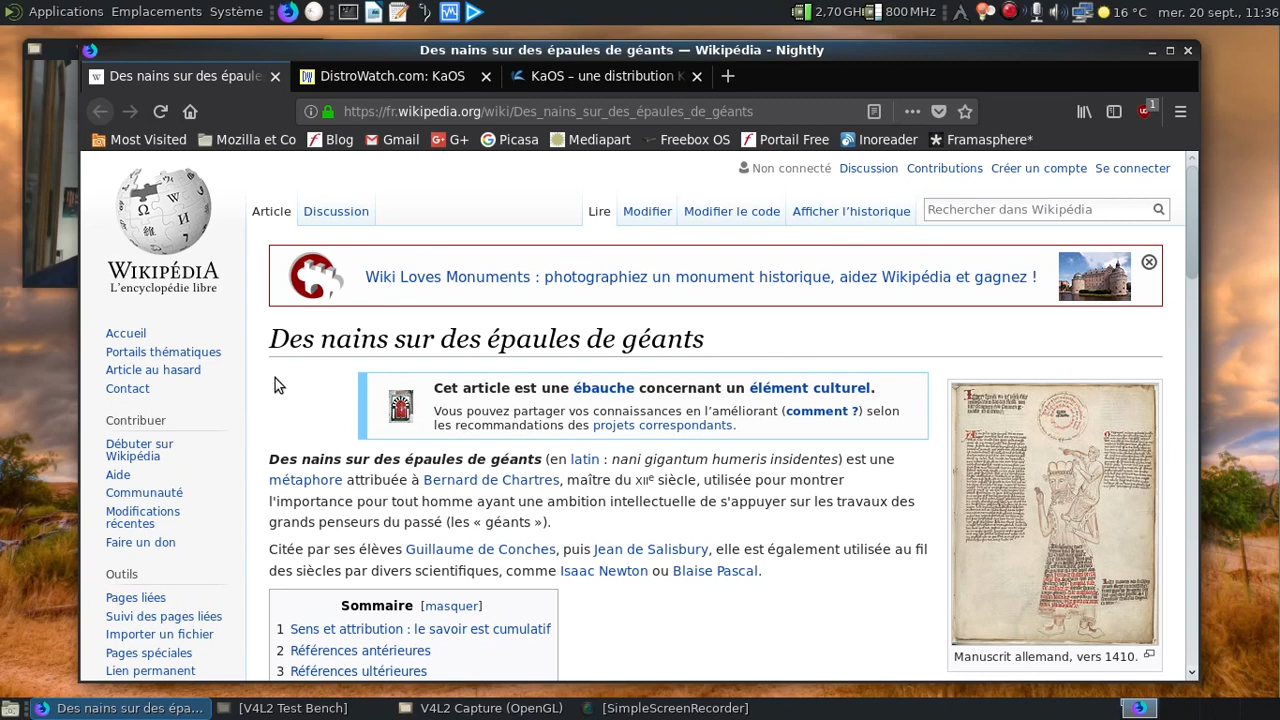 Applications Emplacements Système 2,70 GHz 800 MHz 16 °C mer. 20 sept., 11:36
Des nains sur des épaules de géants — Wikipédia - Nightly
Des nains sur des épaule DistroWatch.com: KaOS KaOS – une distribution K
https://fr.wikipedia.org/wiki/Des_nains_sur_des_épaules_de_géants 1
Most Visited Mozilla et Co Blog Gmail G+ Picasa Mediapart Freebox OS Portail Free Inoreader Framasphere*
Non connecté Discussion Contributions Créer un compte Se connecter
Article Discussion Lire Modifier Modifier le code Afficher l’historique Rechercher dans Wikipédia
WIKIPÉDIA
L'encyclopédie libre
Accueil
Portails thématiques
Article au hasard
Contact
Contribuer
Débuter sur
Wikipédia
Aide
Communauté
Modifications
récentes
Faire un don
Outils
Pages liées
Suivi des pages liées
Importer un fichier
Pages spéciales
Lien permanent
Wiki Loves Monuments : photographiez un monument historique, aidez Wikipédia et gagnez !
Des nains sur des épaules de géants
Cet article est une ébauche concernant un élément culturel.
Vous pouvez partager vos connaissances en l’améliorant (comment ?) selon
les recommandations des projets correspondants.
Des nains sur des épaules de géants (en latin : nani gigantum humeris insidentes) est une
métaphore attribuée à Bernard de Chartres, maître du XIIe siècle, utilisée pour montrer
l'importance pour tout homme ayant une ambition intellectuelle de s'appuyer sur les travaux des
grands penseurs du passé (les « géants »).
Citée par ses élèves Guillaume de Conches, puis Jean de Salisbury, elle est également utilisée au fil
des siècles par divers scientifiques, comme Isaac Newton ou Blaise Pascal.
Sommaire [masquer]
1 Sens et attribution : le savoir est cumulatif
2 Références antérieures
3 Références ultérieures
Manuscrit allemand, vers 1410.
Des nains sur des épa... [V4L2 Test Bench] V4L2 Capture (OpenGL) [SimpleScreenRecorder]